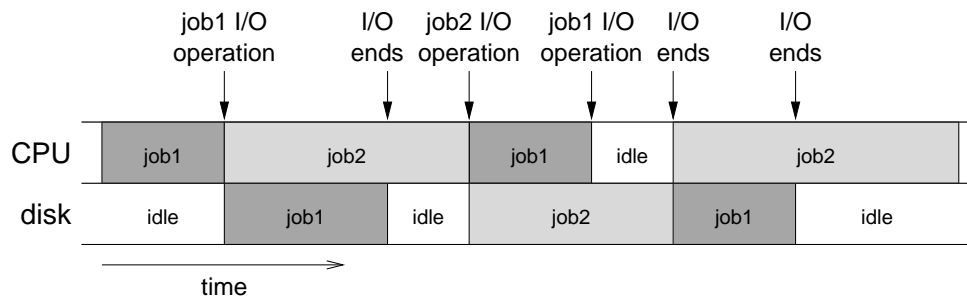 job1 I/O operation
I/O ends
job2 I/O operation
job1 I/O operation
I/O ends
I/O ends
CPU job1 job2 job1 idle job2
disk idle job1 idle job2 job1 idle
time